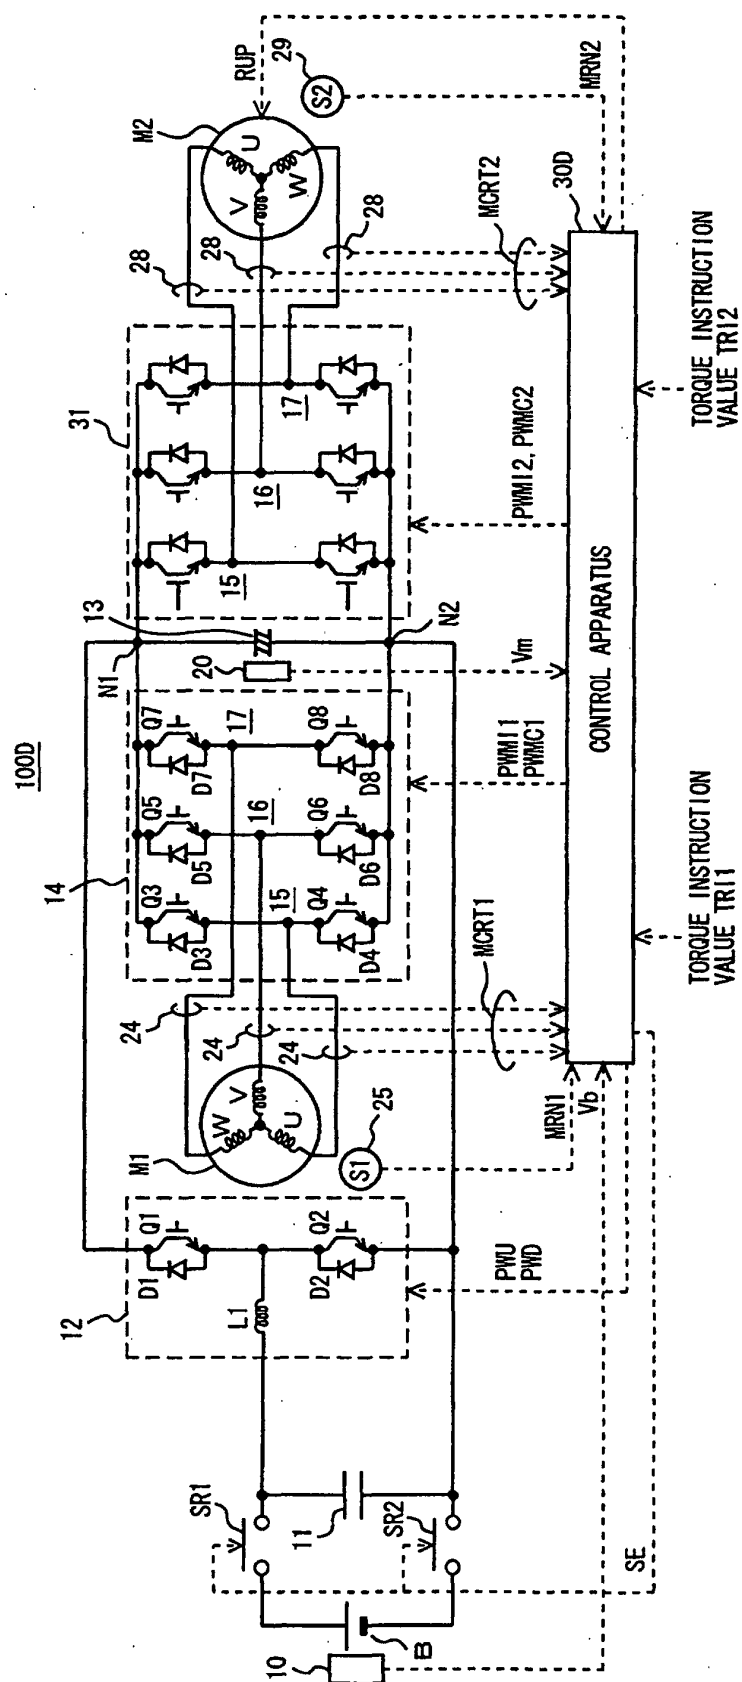 100D
12
D1
Q1
D2
Q2
L1
SR1
SR2
11
10
B
SE
PWU
PWD
M1
W
V
U
24
24
24
S1
25
MRN1
Vb
MCRT1
14
Q3
D3
Q5
D5
Q7
D7
Q4
D4
Q6
D6
Q8
D8
15
16
17
PWMI1
PWMC1
N1
20
13
Vm
N2
31
15
16
17
PWMI2, PWMC2
28
28
28
M2
U
V
W
RUP
S2
29
MRN2
MCRT2
30D
CONTROL APPARATUS
TORQUE INSTRUCTION
VALUE TRI1
TORQUE INSTRUCTION
VALUE TRI2